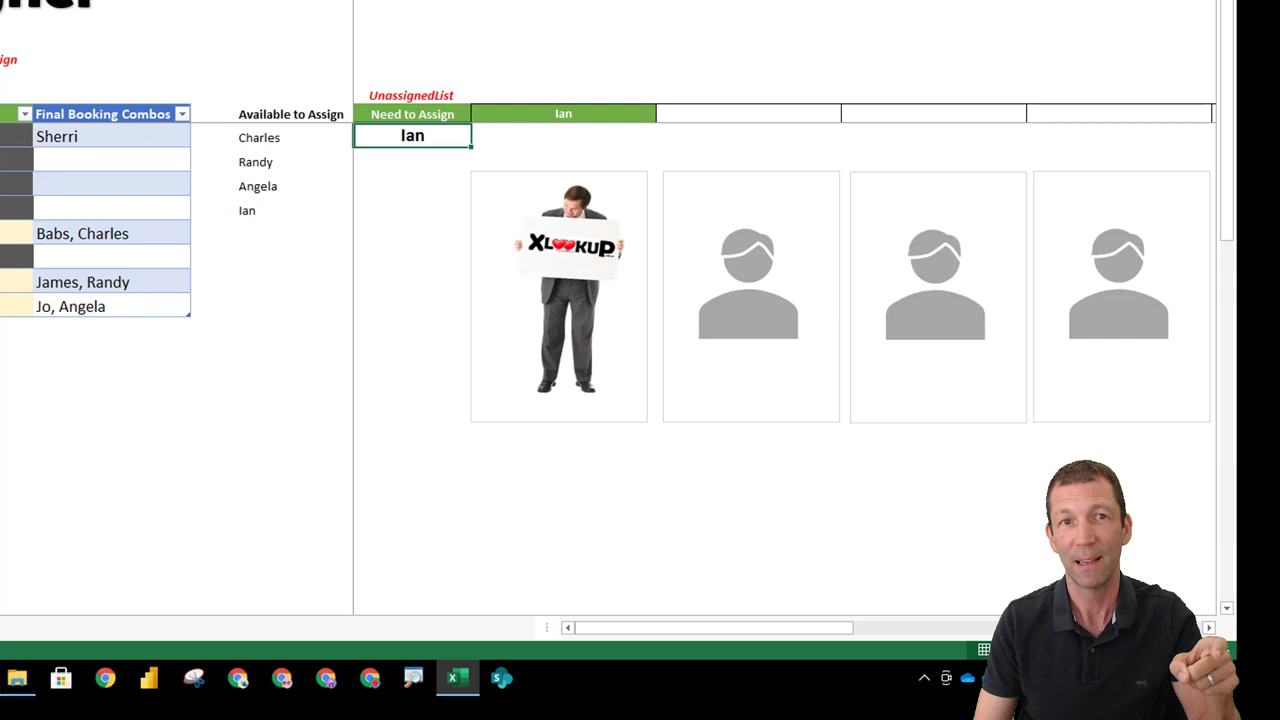 ign
UnassignedList
Final Booking Combos
Available to Assign
Need to Assign
Ian
Sherri
Charles
Ian
Randy
Angela
Ian
Babs, Charles
James, Randy
Jo, Angela
XLOOKUP